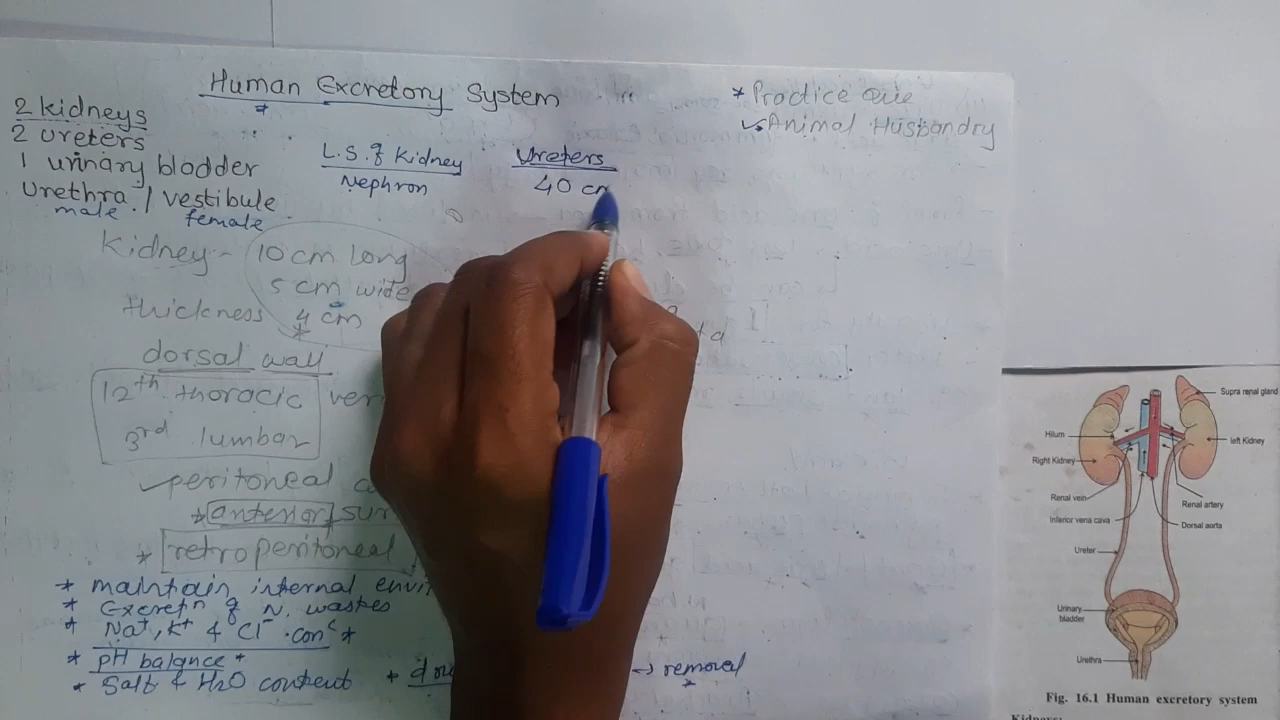 Human Excretory System
* Practice Que
Animal Husbandry
2 kidneys
2 ureters
1 urinary bladder
Urethra / vestibule
male female
L.S. of Kidney
Nephron
Ureters
40 cm
Kidney - 10 cm long
5 cm wide
thickness 4 cm
*
dorsal wall
12th thoracic
3rd lumbar
peritoneal
* anterior
* retroperitoneal
* maintain internal
* Excretn of N. wastes
* Na+, K+ & Cl- conc *
* pH balance *
* Salt & H2O content
→ removal
*
Supra renal gland
Hilum
left Kidney
Right Kidney
Renal vein
Renal artery
Inferior vena cava
Dorsal aorta
Ureter
Urinary
bladder
Urethra
Fig. 16.1 Human excretory system
Kidneys: